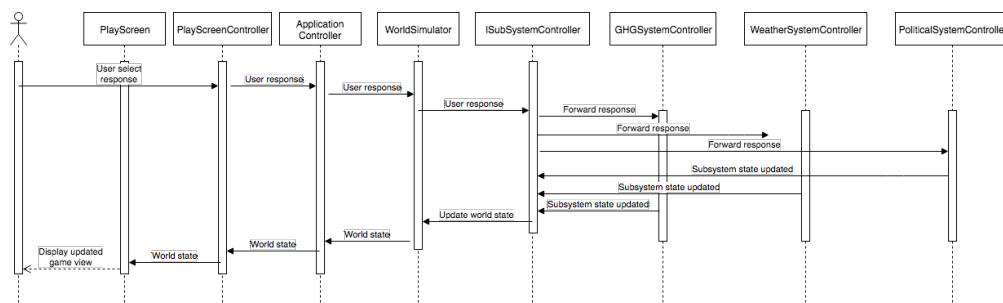 PlayScreen
PlayScreenController
Application
Controller
WorldSimulator
ISubSystemController
GHGSystemController
WeatherSystemController
PoliticalSystemController
User select
response
User response
User response
User response
Forward response
Forward response
Forward response
Subsystem state updated
Subsystem state updated
Subsystem state updated
Update world state
World state
World state
World state
Display updated
game view